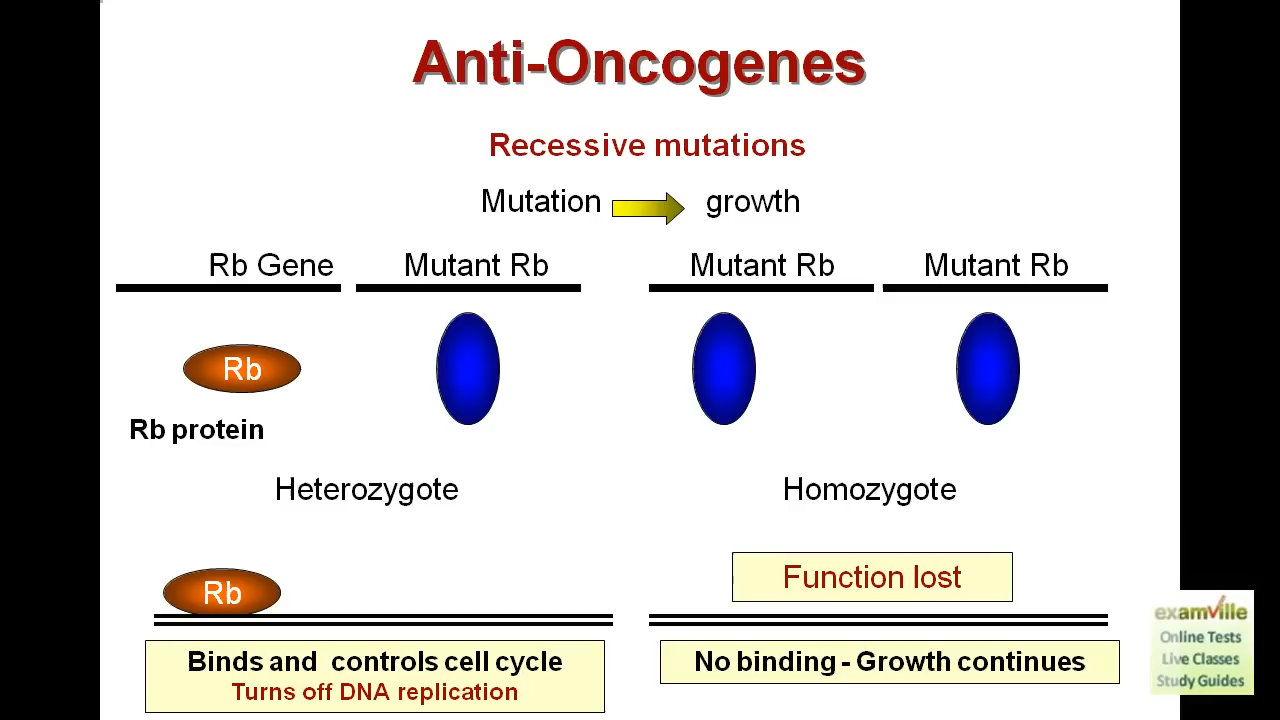 Anti-Oncogenes
Recessive mutations
Mutation growth
Rb Gene Mutant Rb Mutant Rb Mutant Rb
Rb
Rb protein
Heterozygote Homozygote
Function lost
Rb
Binds and controls cell cycle
Turns off DNA replication
No binding - Growth continues
examville
Online Tests
Live Classes
Study Guides